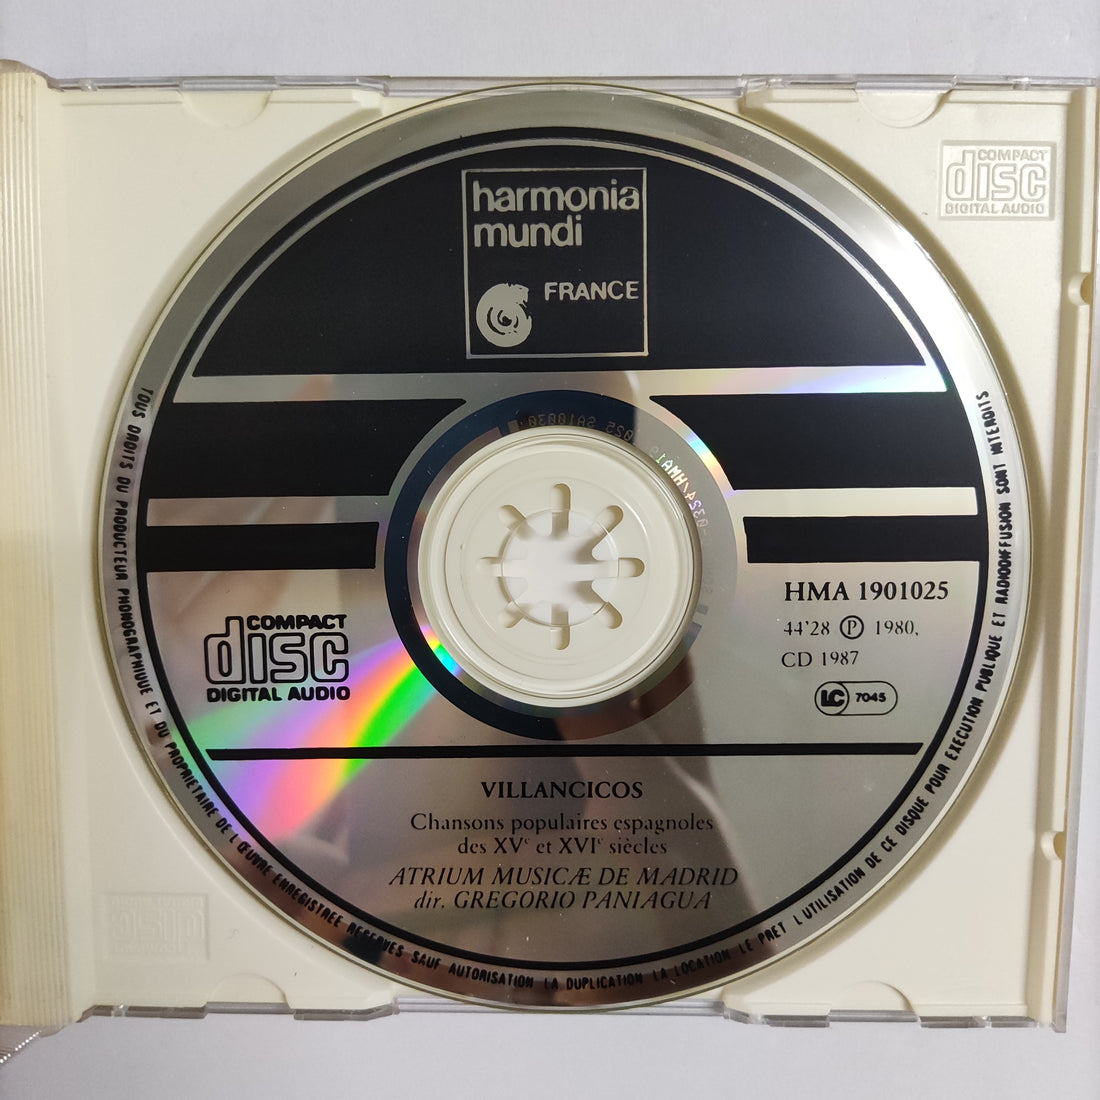 harmonia
mundi
FRANCE
COMPACT
disc
DIGITAL AUDIO
HMA 1901025
44'28 Ⓟ 1980,
CD 1987
LC 7045
COMPACT
disc
DIGITAL AUDIO
VILLANCICOS
Chansons populaires espagnoles
des XVᵉ et XVIᵉ siècles
ATRIUM MUSICÆ DE MADRID
dir. GREGORIO PANIAGUA
TOUS DROITS DU PRODUCTEUR PHONOGRAPHIQUE ET DU PROPRIETAIRE DE L'ŒUVRE ENREGISTREE RESERVES SAUF AUTORISATION LA DUPLICATION LA LOCATION LE PRET L'UTILISATION DE CE DISQUE POUR EXECUTION PUBLIQUE ET RADIODIFFUSION SONT INTERDITS